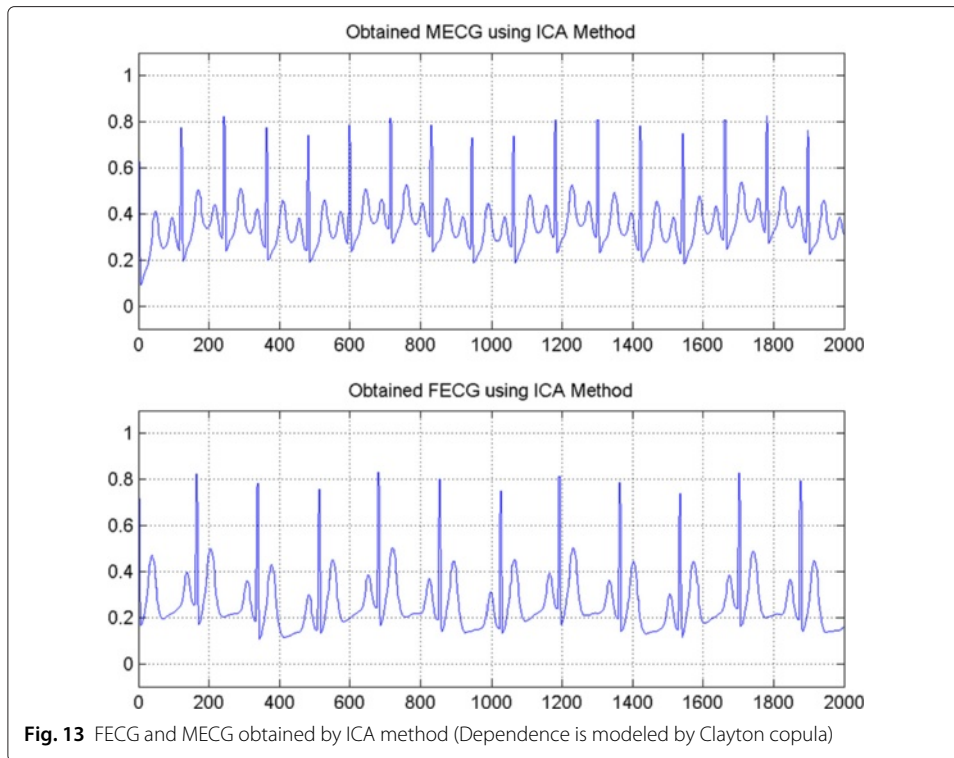 Obtained MECG using ICA Method
1
0.8
0.6
0.4
0.2
0
0 200 400 600 800 1000 1200 1400 1600 1800 2000
Obtained FECG using ICA Method
1
0.8
0.6
0.4
0.2
0
0 200 400 600 800 1000 1200 1400 1600 1800 2000
Fig. 13 FECG and MECG obtained by ICA method (Dependence is modeled by Clayton copula)